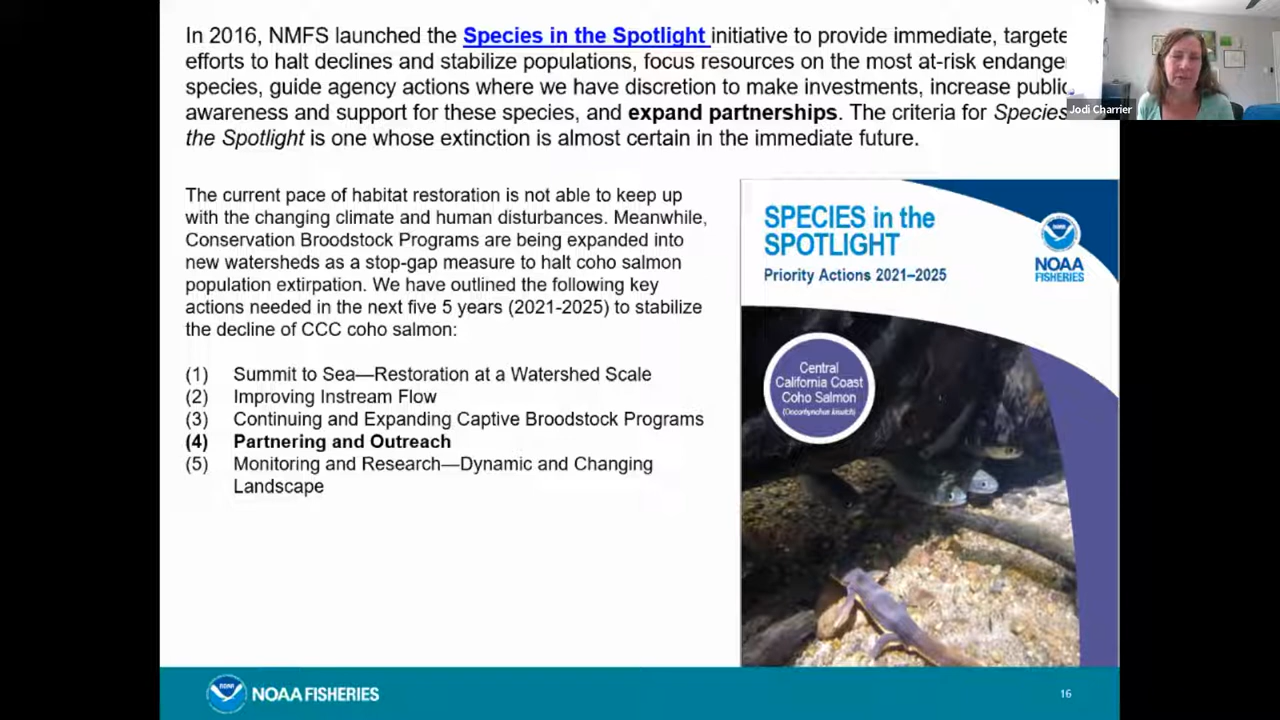 In 2016, NMFS launched the Species in the Spotlight initiative to provide immediate, targete
efforts to halt declines and stabilize populations, focus resources on the most at-risk endange
species, guide agency actions where we have discretion to make investments, increase public
awareness and support for these species, and expand partnerships. The criteria for Species
the Spotlight is one whose extinction is almost certain in the immediate future.
Jodi Charrier
The current pace of habitat restoration is not able to keep up
with the changing climate and human disturbances. Meanwhile,
Conservation Broodstock Programs are being expanded into
new watersheds as a stop-gap measure to halt coho salmon
population extirpation. We have outlined the following key
actions needed in the next five 5 years (2021-2025) to stabilize
the decline of CCC coho salmon:
(1) Summit to Sea—Restoration at a Watershed Scale
(2) Improving Instream Flow
(3) Continuing and Expanding Captive Broodstock Programs
(4) Partnering and Outreach
(5) Monitoring and Research—Dynamic and Changing
Landscape
SPECIES in the
SPOTLIGHT
Priority Actions 2021–2025
NOAA
FISHERIES
Central
California Coast
Coho Salmon
(Oncorhynchus kisutch)
NOAA FISHERIES
16